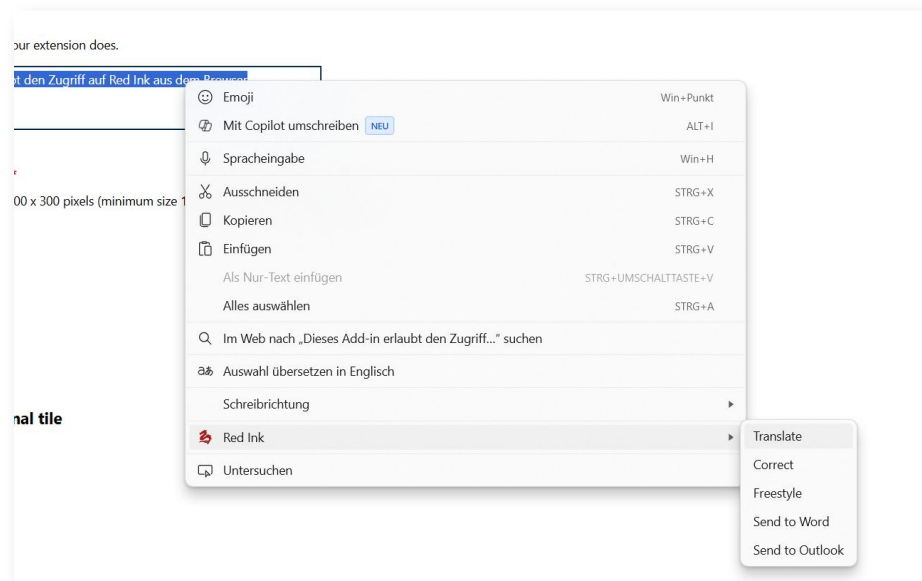 our extension does.
ot den Zugriff auf Red Ink aus dem Browser
Emoji Win+Punkt
Mit Copilot umschreiben NEU ALT+I
Spracheingabe Win+H
*
00 x 300 pixels (minimum size 1
Ausschneiden STRG+X
Kopieren STRG+C
Einfügen STRG+V
Als Nur-Text einfügen STRG+UMSCHALTTASTE+V
Alles auswählen STRG+A
Im Web nach „Dieses Add-in erlaubt den Zugriff...“ suchen
Auswahl übersetzen in Englisch
Schreibrichtung
nal tile
Red Ink
Untersuchen
Translate
Correct
Freestyle
Send to Word
Send to Outlook